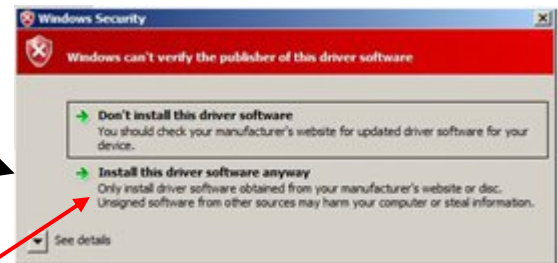 Windows Security
Windows can't verify the publisher of this driver software
Don't install this driver software
You should check your manufacturer's website for updated driver software for your
device.
Install this driver software anyway
Only install driver software obtained from your manufacturer's website or disc.
Unsigned software from other sources may harm your computer or steal information.
See details